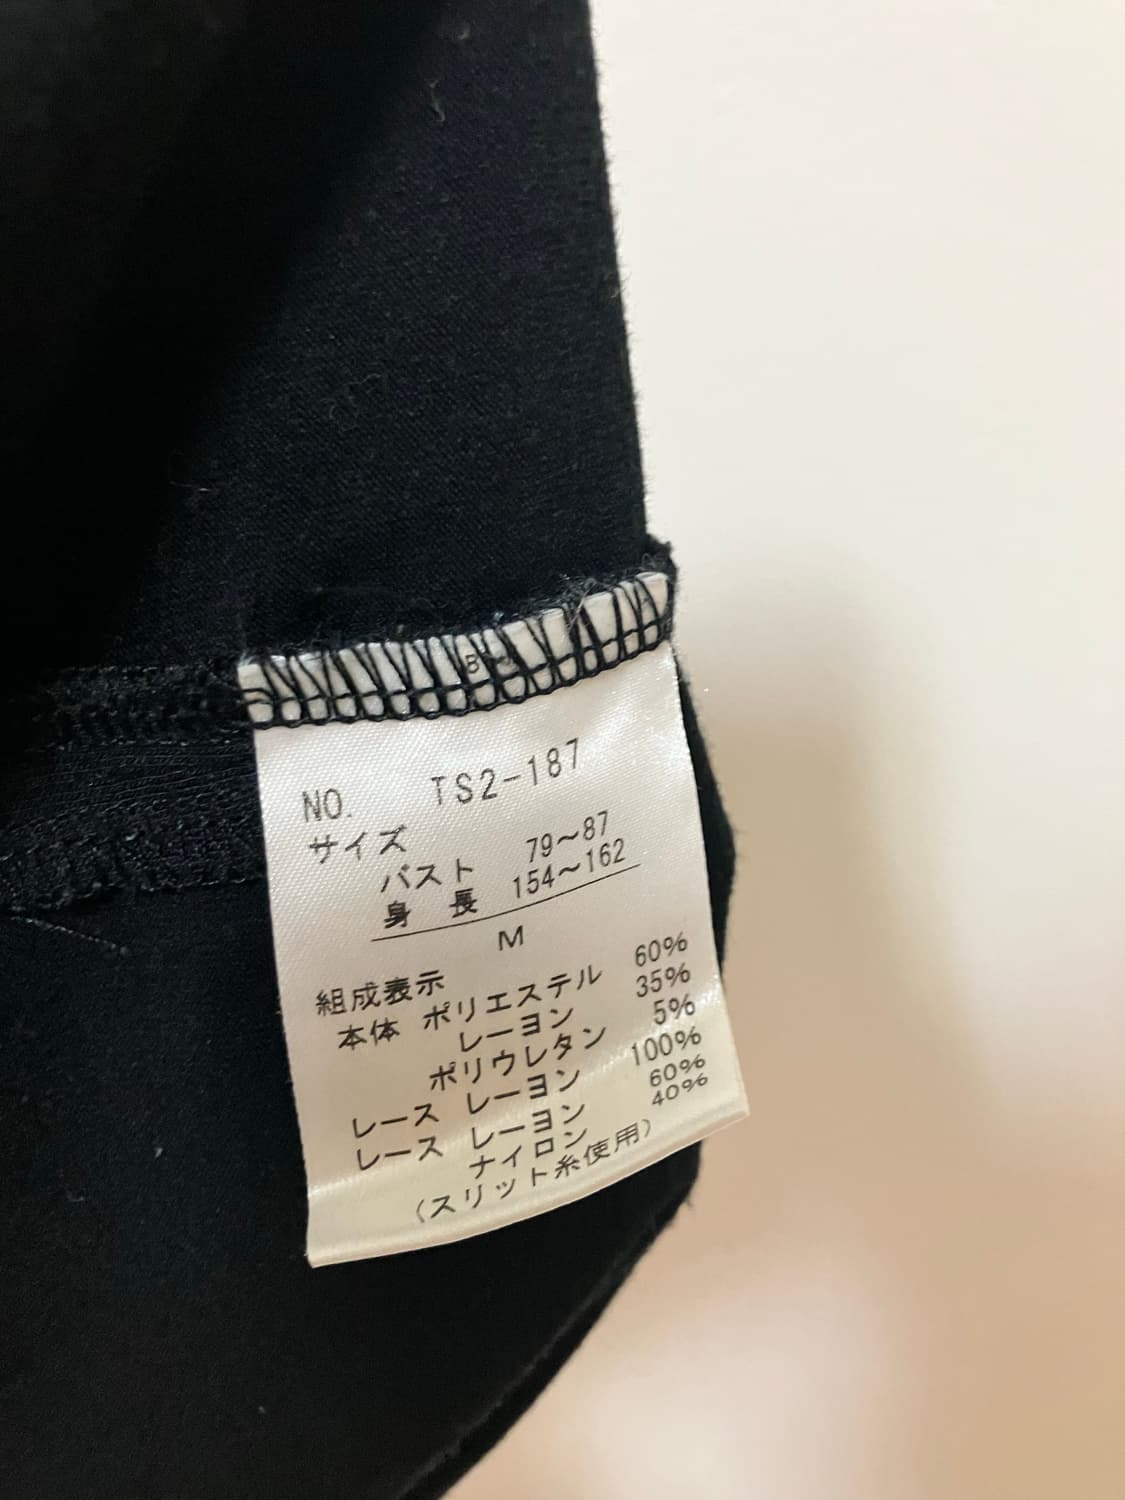 NO. TS2-187
サイズ
バスト 79～87
身長 154～162
M
組成表示
本体 ポリエステル 60%
レーヨン 35%
ポリウレタン 5%
レース レーヨン 100%
レース レーヨン 60%
ナイロン 40%
(スリット糸使用)